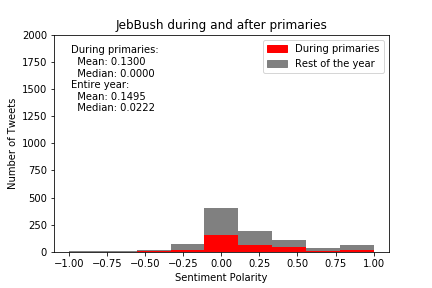 JebBush during and after primaries
Number of Tweets
2000
1750
1500
1250
1000
750
500
250
0
During primaries:
Mean: 0.1300
Median: 0.0000
Entire year:
Mean: 0.1495
Median: 0.0222
During primaries
Rest of the year
−1.00 −0.75 −0.50 −0.25 0.00 0.25 0.50 0.75 1.00
Sentiment Polarity